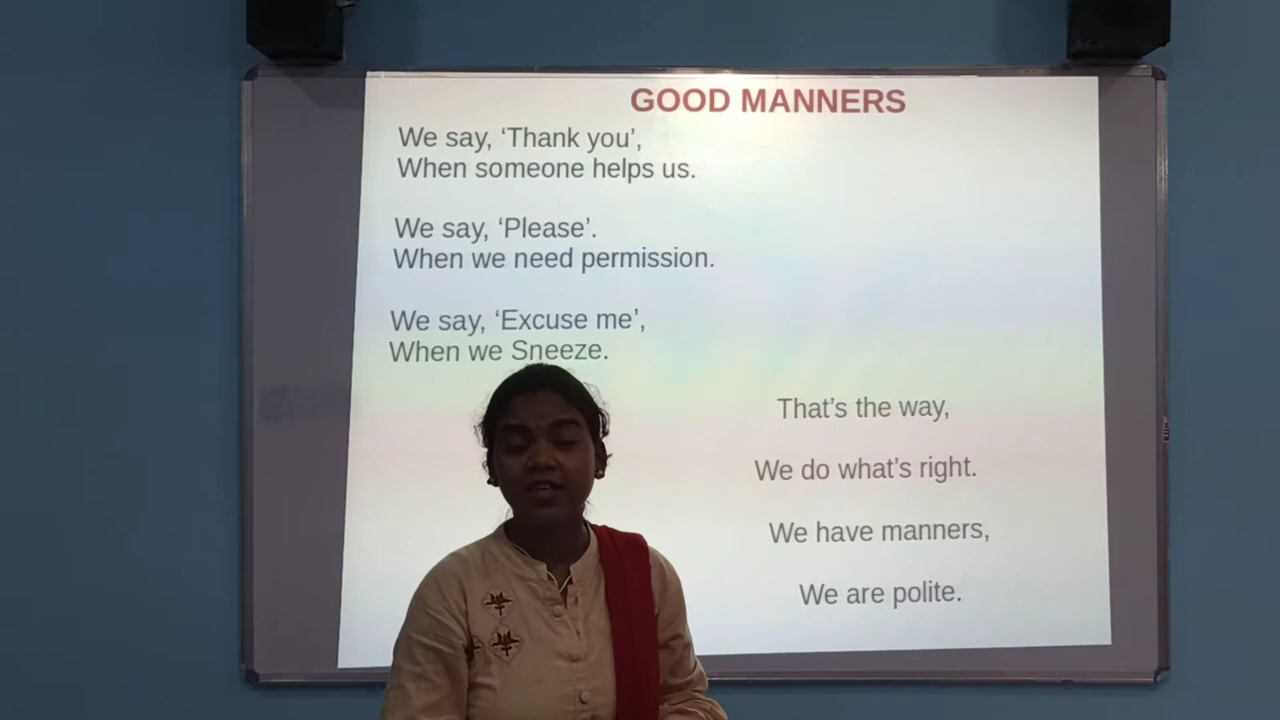 GOOD MANNERS
We say, ‘Thank you’,
When someone helps us.
We say, ‘Please’.
When we need permission.
We say, ‘Excuse me’,
When we Sneeze.
That’s the way,
We do what’s right.
We have manners,
We are polite.